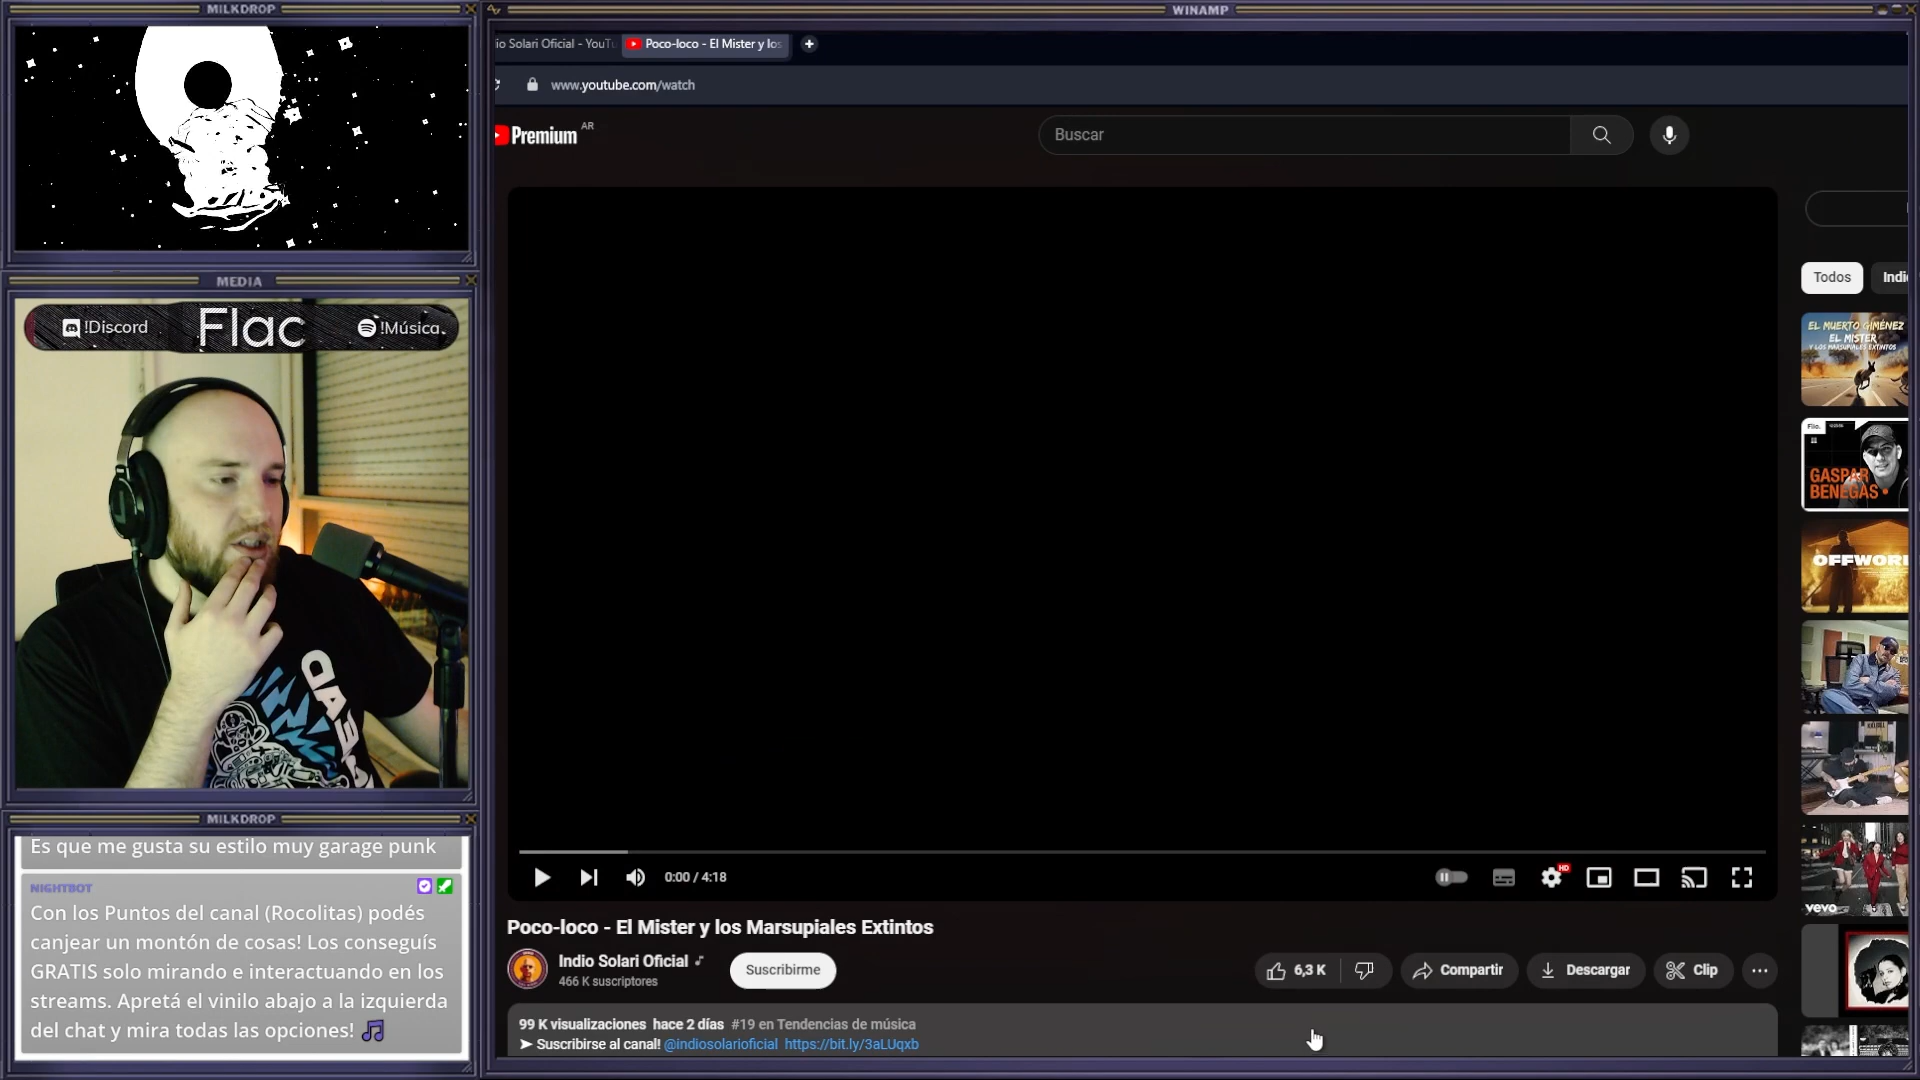 MILKDROP
WINAMP
io Solari Oficial - YouTu
Poco-loco - El Mister y los
www.youtube.com/watch
Premium AR
Buscar
MEDIA
!Discord
Flac
!Música
Todos
Indi
EL MUERTO GIMÉNEZ
EL MISTER
Y LOS MARSUPIALES EXTINTOS
Flic.
GASPAR
BENEGAS
OFFWOR
vevo
0:00 / 4:18
HD
Poco-loco - El Mister y los Marsupiales Extintos
Indio Solari Oficial
466 K suscriptores
Suscribirme
6,3 K
Compartir
Descargar
Clip
99 K visualizaciones hace 2 días #19 en Tendencias de música
➤ Suscribirse al canal! @indiosolarioficial https://bit.ly/3aLUqxb
MILKDROP
Es que me gusta su estilo muy garage punk
NIGHTBOT
Con los Puntos del canal (Rocolitas) podés
canjear un montón de cosas! Los conseguís
GRATIS solo mirando e interactuando en los
streams. Apretá el vinilo abajo a la izquierda
del chat y mira todas las opciones! 🎵